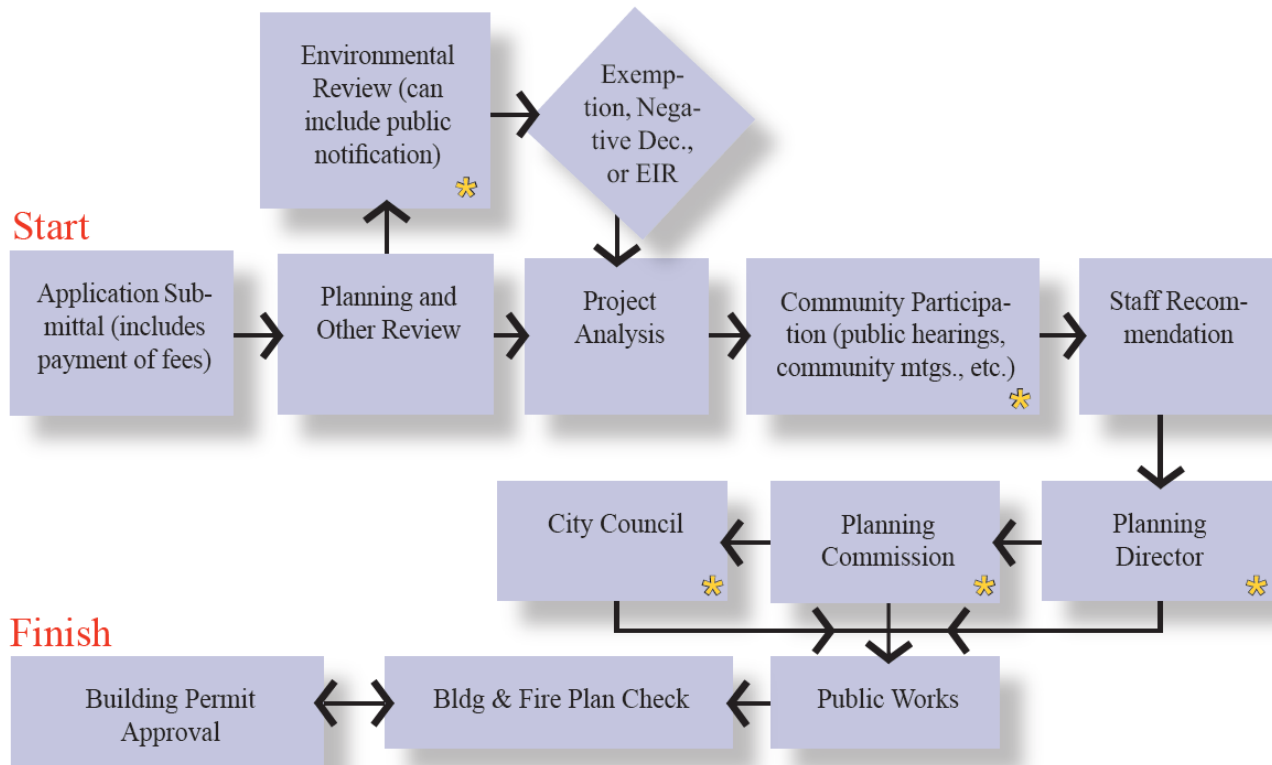 Environmental
Review (can
include public
notification)
*
Exemp-
tion, Nega-
tive Dec.,
or EIR
Start
Application Sub-
mittal (includes
payment of fees)
Planning and
Other Review
Project
Analysis
Community Participa-
tion (public hearings,
community mtgs., etc.)
*
Staff Recom-
mendation
Planning
Director
*
Planning
Commission
*
City Council
*
Public Works
Bldg & Fire Plan Check
Finish
Building Permit
Approval